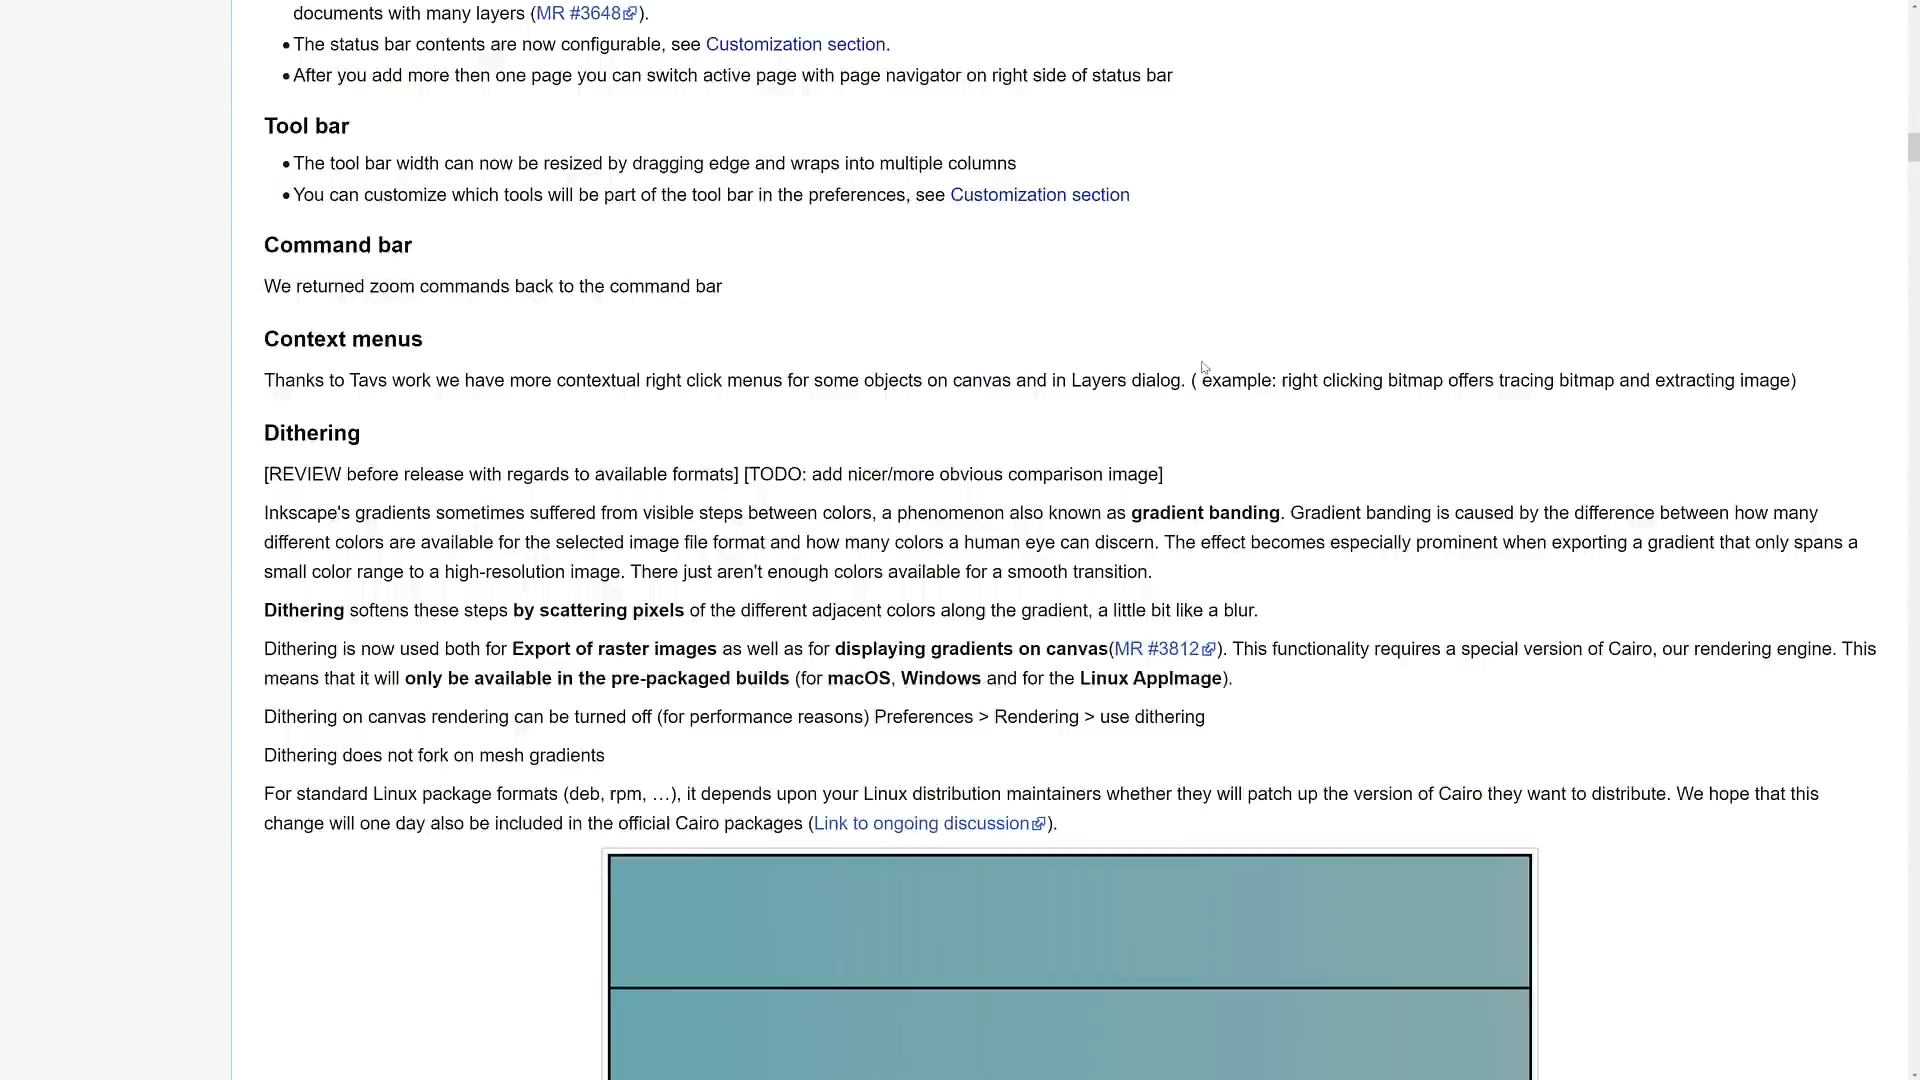 documents with many layers (MR #3648).
•The status bar contents are now configurable, see Customization section.
•After you add more then one page you can switch active page with page navigator on right side of status bar
Tool bar
•The tool bar width can now be resized by dragging edge and wraps into multiple columns
•You can customize which tools will be part of the tool bar in the preferences, see Customization section
Command bar
We returned zoom commands back to the command bar
Context menus
Thanks to Tavs work we have more contextual right click menus for some objects on canvas and in Layers dialog. ( example: right clicking bitmap offers tracing bitmap and extracting image)
Dithering
[REVIEW before release with regards to available formats] [TODO: add nicer/more obvious comparison image]
Inkscape's gradients sometimes suffered from visible steps between colors, a phenomenon also known as gradient banding. Gradient banding is caused by the difference between how many
different colors are available for the selected image file format and how many colors a human eye can discern. The effect becomes especially prominent when exporting a gradient that only spans a
small color range to a high-resolution image. There just aren't enough colors available for a smooth transition.
Dithering softens these steps by scattering pixels of the different adjacent colors along the gradient, a little bit like a blur.
Dithering is now used both for Export of raster images as well as for displaying gradients on canvas(MR #3812). This functionality requires a special version of Cairo, our rendering engine. This
means that it will only be available in the pre-packaged builds (for macOS, Windows and for the Linux AppImage).
Dithering on canvas rendering can be turned off (for performance reasons) Preferences > Rendering > use dithering
Dithering does not fork on mesh gradients
For standard Linux package formats (deb, rpm, …), it depends upon your Linux distribution maintainers whether they will patch up the version of Cairo they want to distribute. We hope that this
change will one day also be included in the official Cairo packages (Link to ongoing discussion).